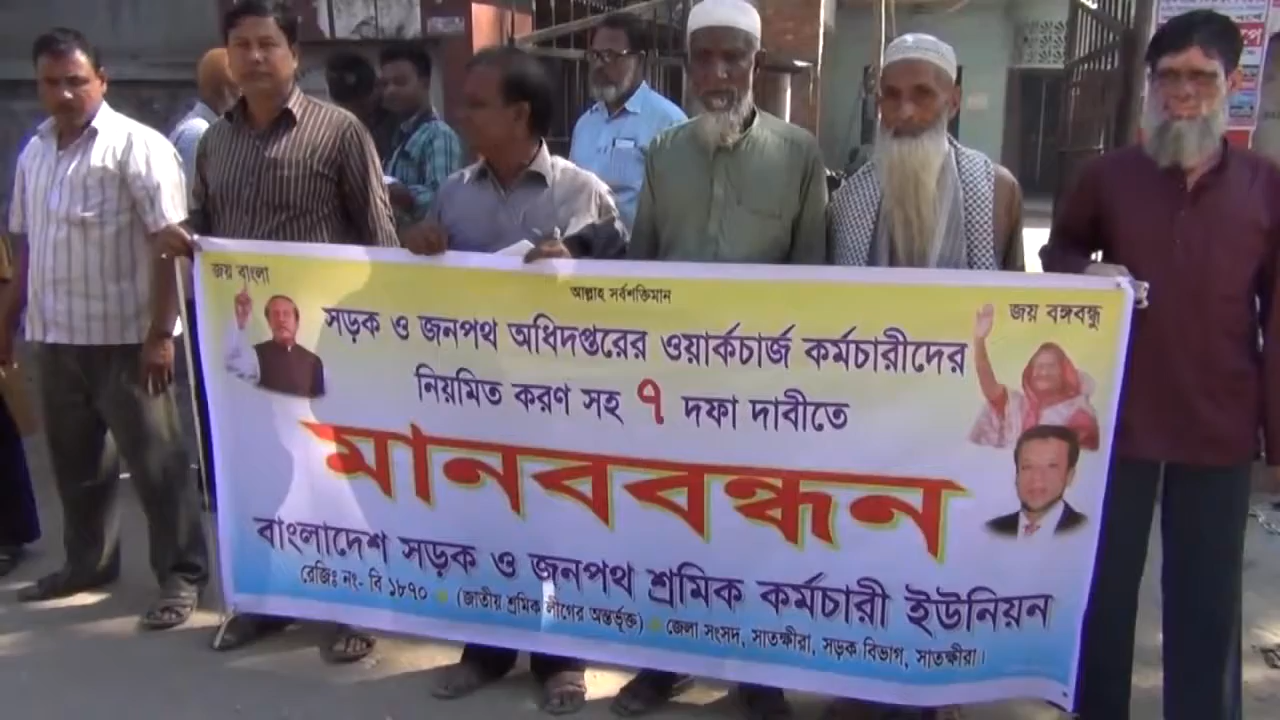 আল্লাহ সর্বশক্তিমান
জয় বাংলা
জয় বঙ্গবন্ধু
সড়ক ও জনপথ অধিদপ্তরের ওয়ার্কচার্জ কর্মচারীদের
নিয়মিত করণ সহ ৭ দফা দাবীতে
মানববন্ধন
বাংলাদেশ সড়ক ও জনপথ শ্রমিক কর্মচারী ইউনিয়ন
রেজিঃ নং- বি ১৮৭০ (জাতীয় শ্রমিক লীগের অন্তর্ভূক্ত) জেলা সংসদ, সাতক্ষীরা, সড়ক বিভাগ, সাতক্ষীরা।